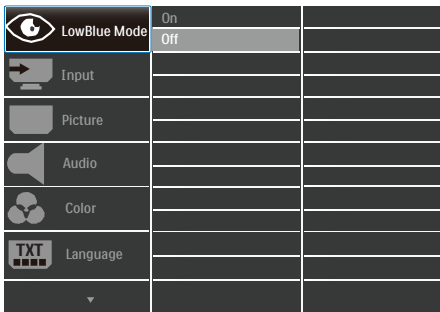 LowBlue Mode
On
Off
Input
Picture
Audio
Color
TXT
Language